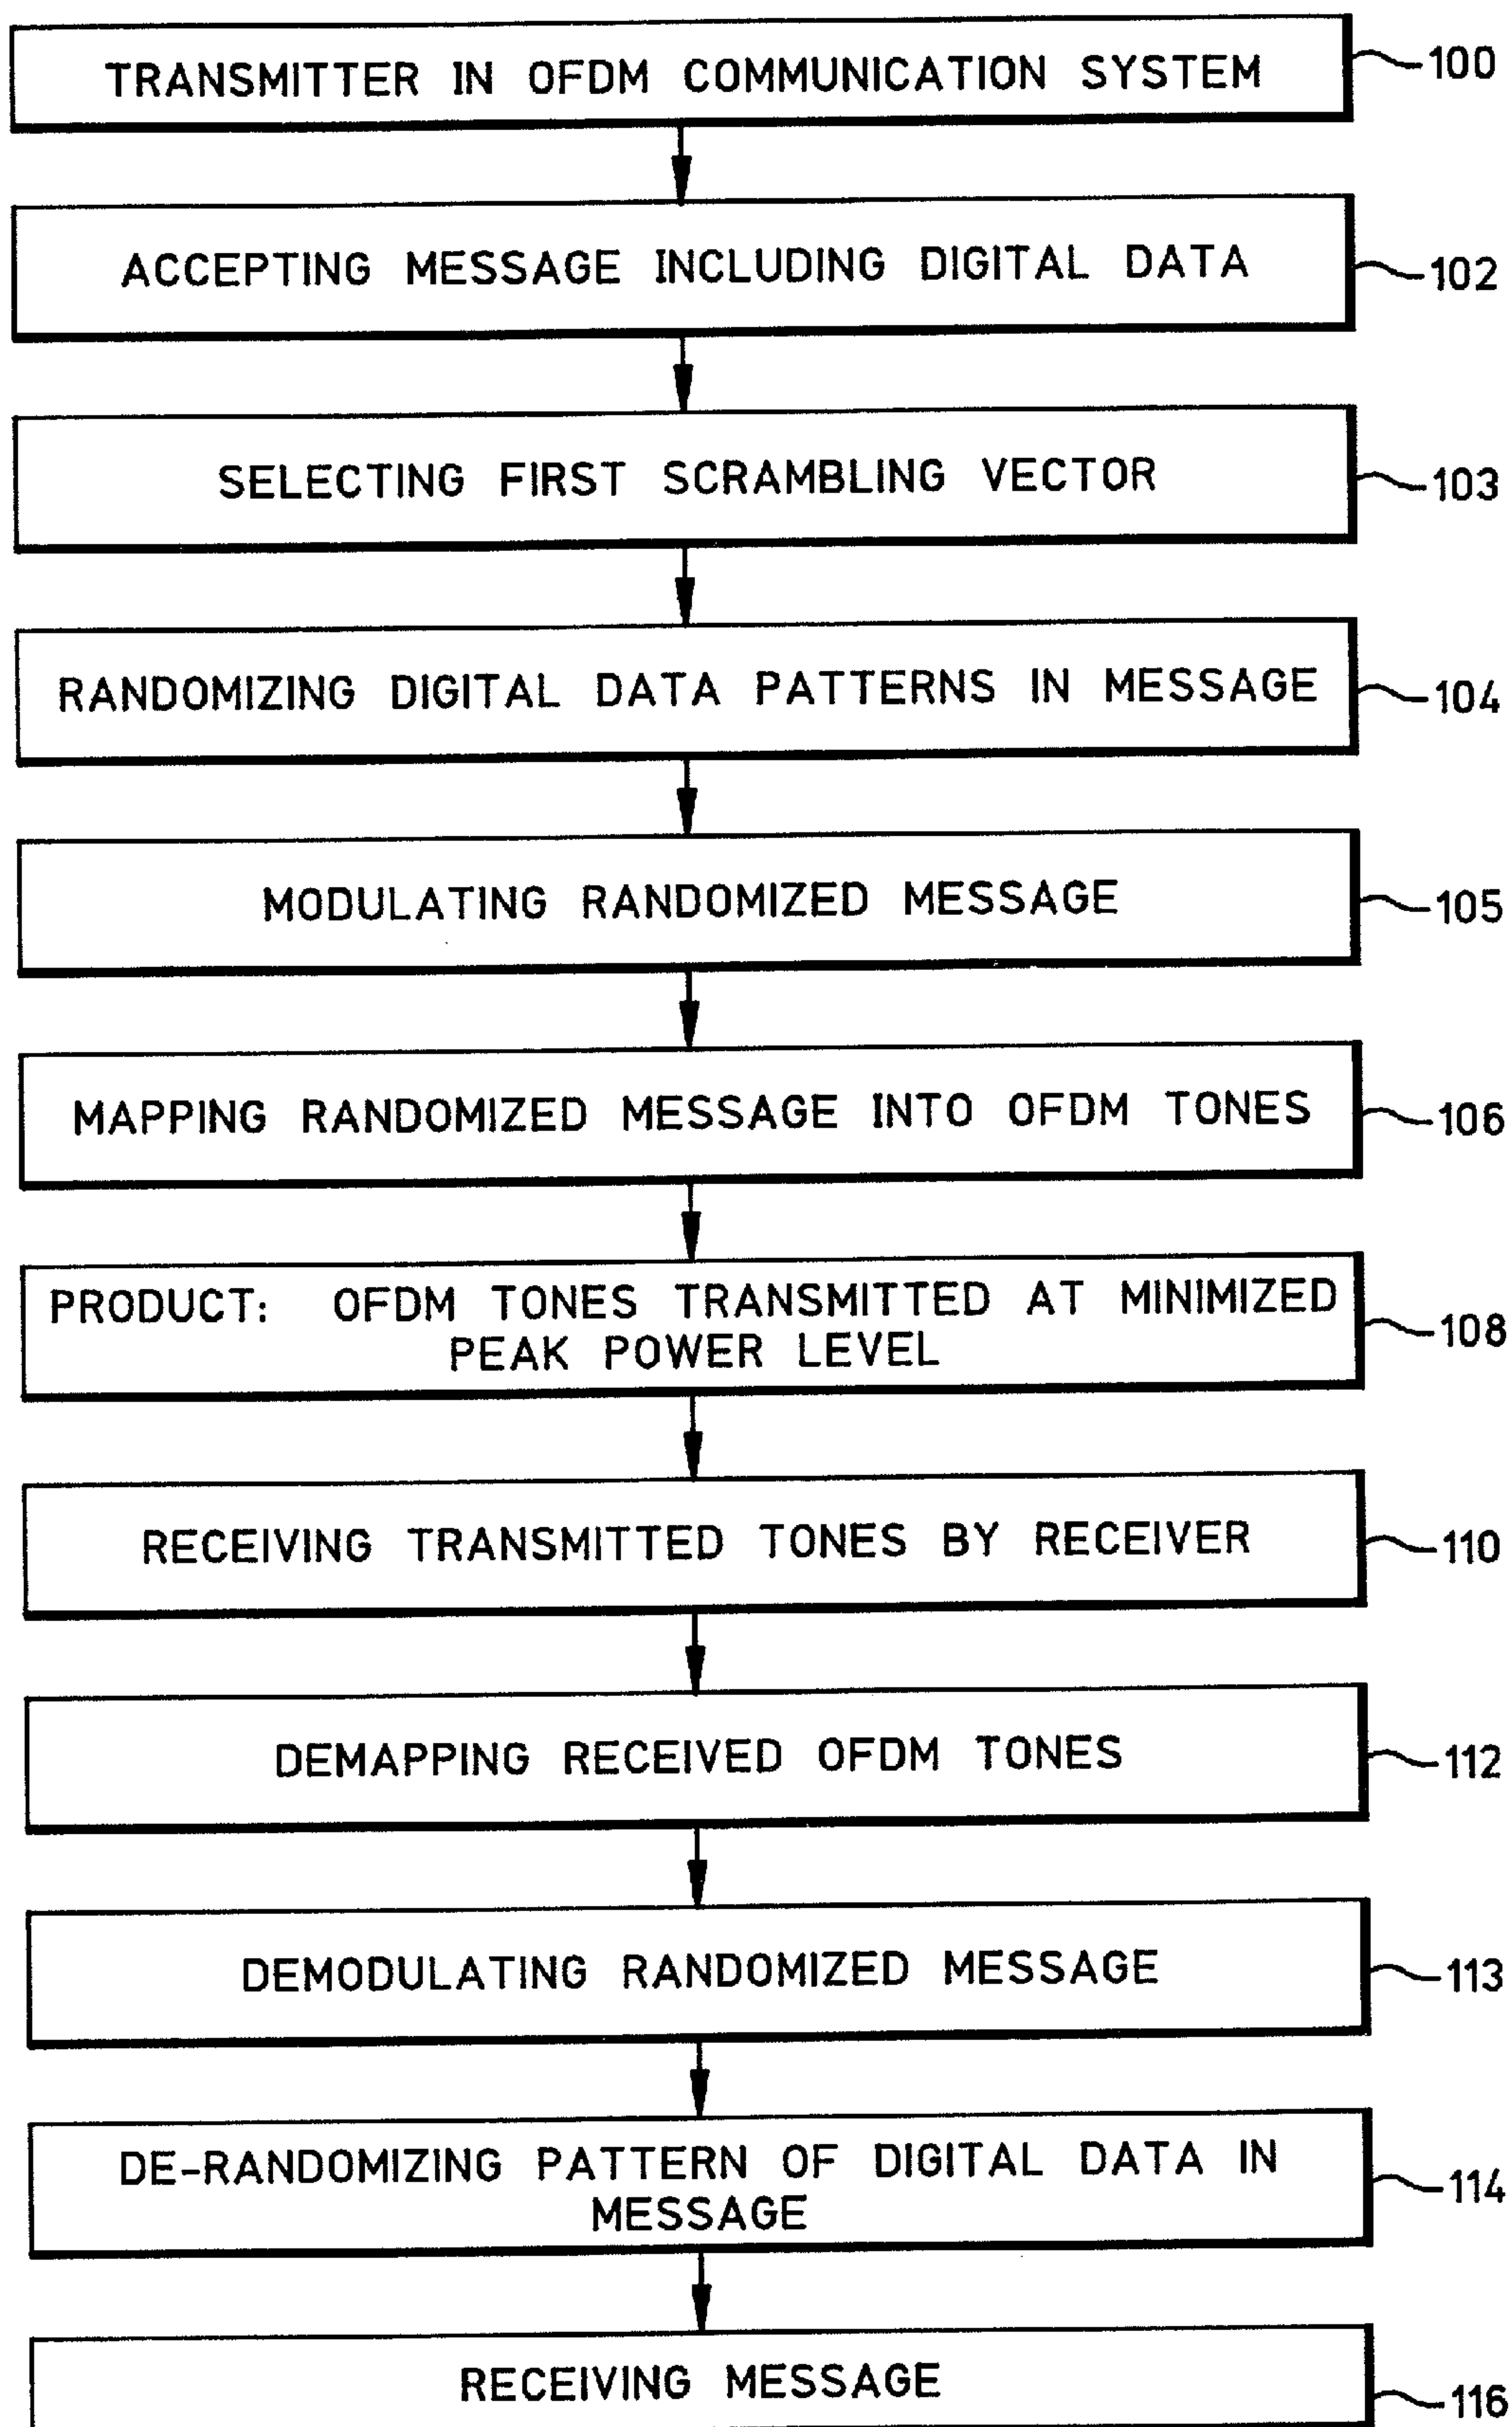 TRANSMITTER IN OFDM COMMUNICATION SYSTEM
100
ACCEPTING MESSAGE INCLUDING DIGITAL DATA
102
SELECTING FIRST SCRAMBLING VECTOR
103
RANDOMIZING DIGITAL DATA PATTERNS IN MESSAGE
104
MODULATING RANDOMIZED MESSAGE
105
MAPPING RANDOMIZED MESSAGE INTO OFDM TONES
106
PRODUCT: OFDM TONES TRANSMITTED AT MINIMIZED
PEAK POWER LEVEL
108
RECEIVING TRANSMITTED TONES BY RECEIVER
110
DEMAPPING RECEIVED OFDM TONES
112
DEMODULATING RANDOMIZED MESSAGE
113
DE-RANDOMIZING PATTERN OF DIGITAL DATA IN
MESSAGE
114
RECEIVING MESSAGE
116